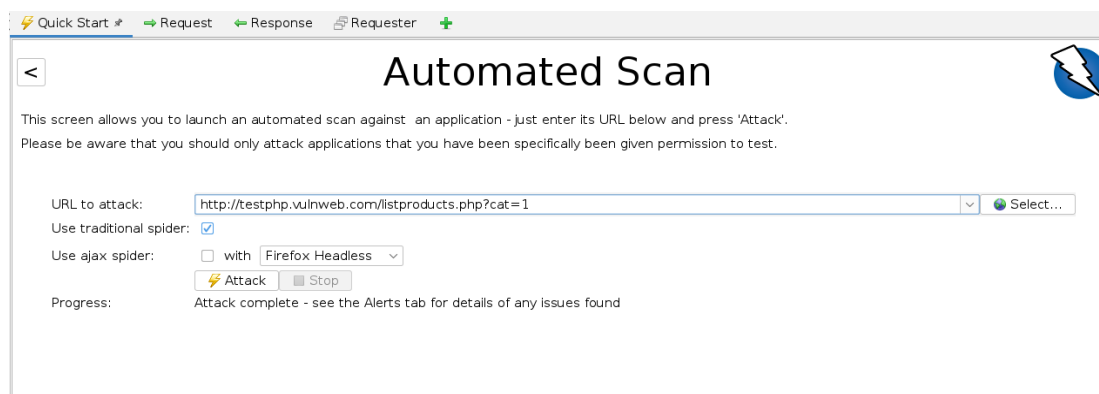 Quick Start Request Response Requester
<
Automated Scan
This screen allows you to launch an automated scan against an application - just enter its URL below and press 'Attack'.
Please be aware that you should only attack applications that you have been specifically been given permission to test.
URL to attack: http://testphp.vulnweb.com/listproducts.php?cat=1 Select...
Use traditional spider:
Use ajax spider: with Firefox Headless
Attack Stop
Progress: Attack complete - see the Alerts tab for details of any issues found